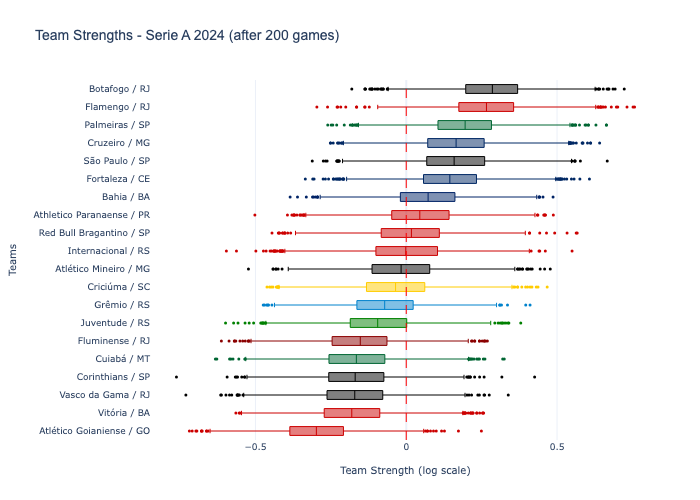 Team Strengths - Serie A 2024 (after 200 games)
Botafogo / RJ
Flamengo / RJ
Palmeiras / SP
Cruzeiro / MG
São Paulo / SP
Fortaleza / CE
Bahia / BA
Athletico Paranaense / PR
Red Bull Bragantino / SP
Internacional / RS
Atlético Mineiro / MG
Criciúma / SC
Grêmio / RS
Juventude / RS
Fluminense / RJ
Cuiabá / MT
Corinthians / SP
Vasco da Gama / RJ
Vitória / BA
Atlético Goianiense / GO
Teams
−0.5 0 0.5
Team Strength (log scale)